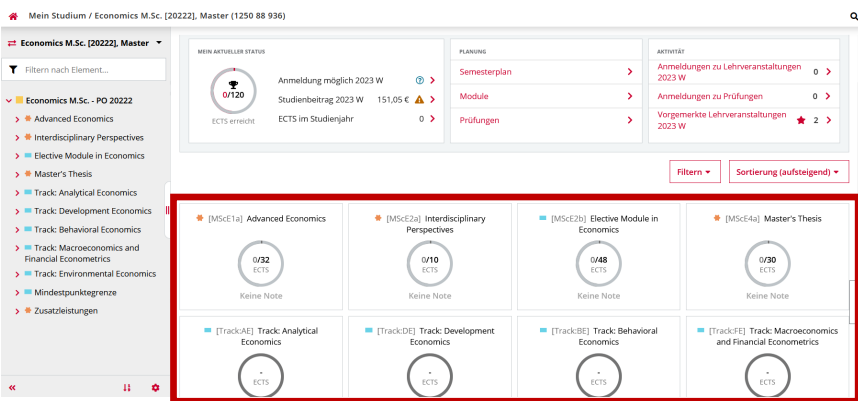 Mein Studium / Economics M.Sc. [20222], Master (1250 88 936)
Economics M.Sc. [20222], Master
Filtern nach Element...
Economics M.Sc. - PO 20222
Advanced Economics
Interdisciplinary Perspectives
Elective Module in Economics
Master's Thesis
Track: Analytical Economics
Track: Development Economics
Track: Behavioral Economics
Track: Macroeconomics and
Financial Econometrics
Track: Environmental Economics
Mindestpunktegrenze
Zusatzleistungen
MEIN AKTUELLER STATUS
0/120
ECTS erreicht
Anmeldung möglich 2023 W
Studienbeitrag 2023 W 151,05 €
ECTS im Studienjahr 0
PLANUNG
Semesterplan
Module
Prüfungen
AKTIVITÄT
Anmeldungen zu Lehrveranstaltungen
2023 W 0
Anmeldungen zu Prüfungen 0
Vorgemerkte Lehrveranstaltungen
2023 W 2
Filtern
Sortierung (aufsteigend)
[MScE1a] Advanced Economics
0/32
ECTS
Keine Note
[MScE2a] Interdisciplinary
Perspectives
0/10
ECTS
Keine Note
[MScE2b] Elective Module in
Economics
0/48
ECTS
Keine Note
[MScE4a] Master's Thesis
0/30
ECTS
Keine Note
[Track:AE] Track: Analytical
Economics
-
ECTS
[Track:DE] Track: Development
Economics
-
ECTS
[Track:BE] Track: Behavioral
Economics
-
ECTS
[Track:FE] Track: Macroeconomics
and Financial Econometrics
-
ECTS